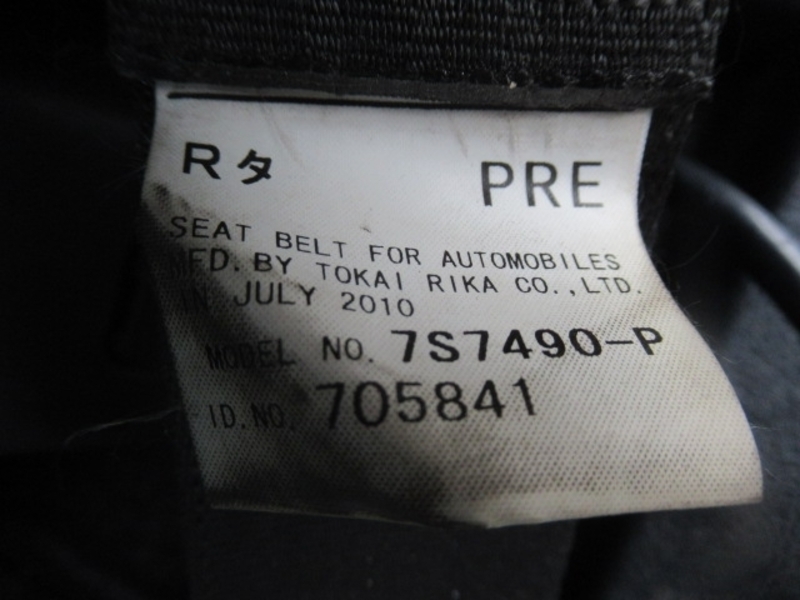 Rタ PRE
SEAT BELT FOR AUTOMOBILES
MFD. BY TOKAI RIKA CO.,LTD.
IN JULY 2010
MODEL NO. 7S7490-P
ID.NO. 705841